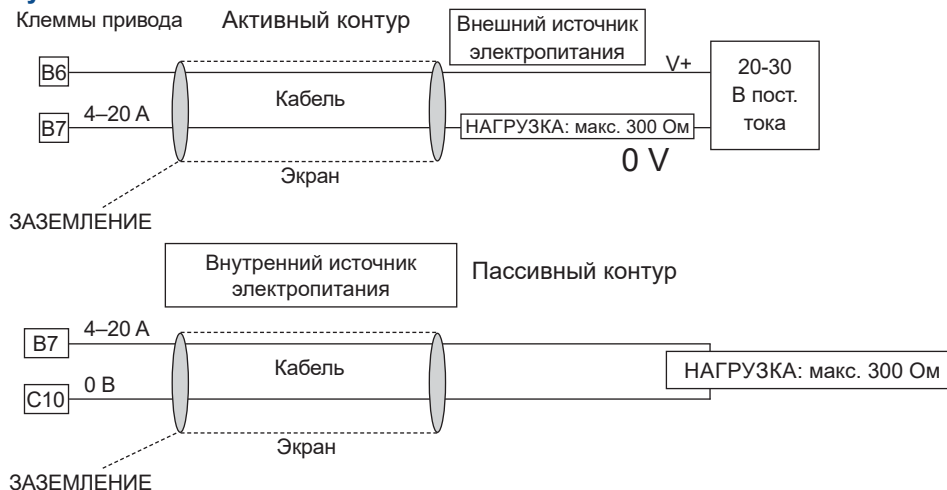 Клеммы привода
Активный контур
Внешний источник
электропитания
B6
V+
20-30
В пост.
тока
4–20 А
Кабель
B7
НАГРУЗКА: макс. 300 Ом
0 V
Экран
ЗАЗЕМЛЕНИЕ
Внутренний источник
электропитания
Пассивный контур
B7
4–20 А
Кабель
НАГРУЗКА: макс. 300 Ом
C10
0 В
Экран
ЗАЗЕМЛЕНИЕ